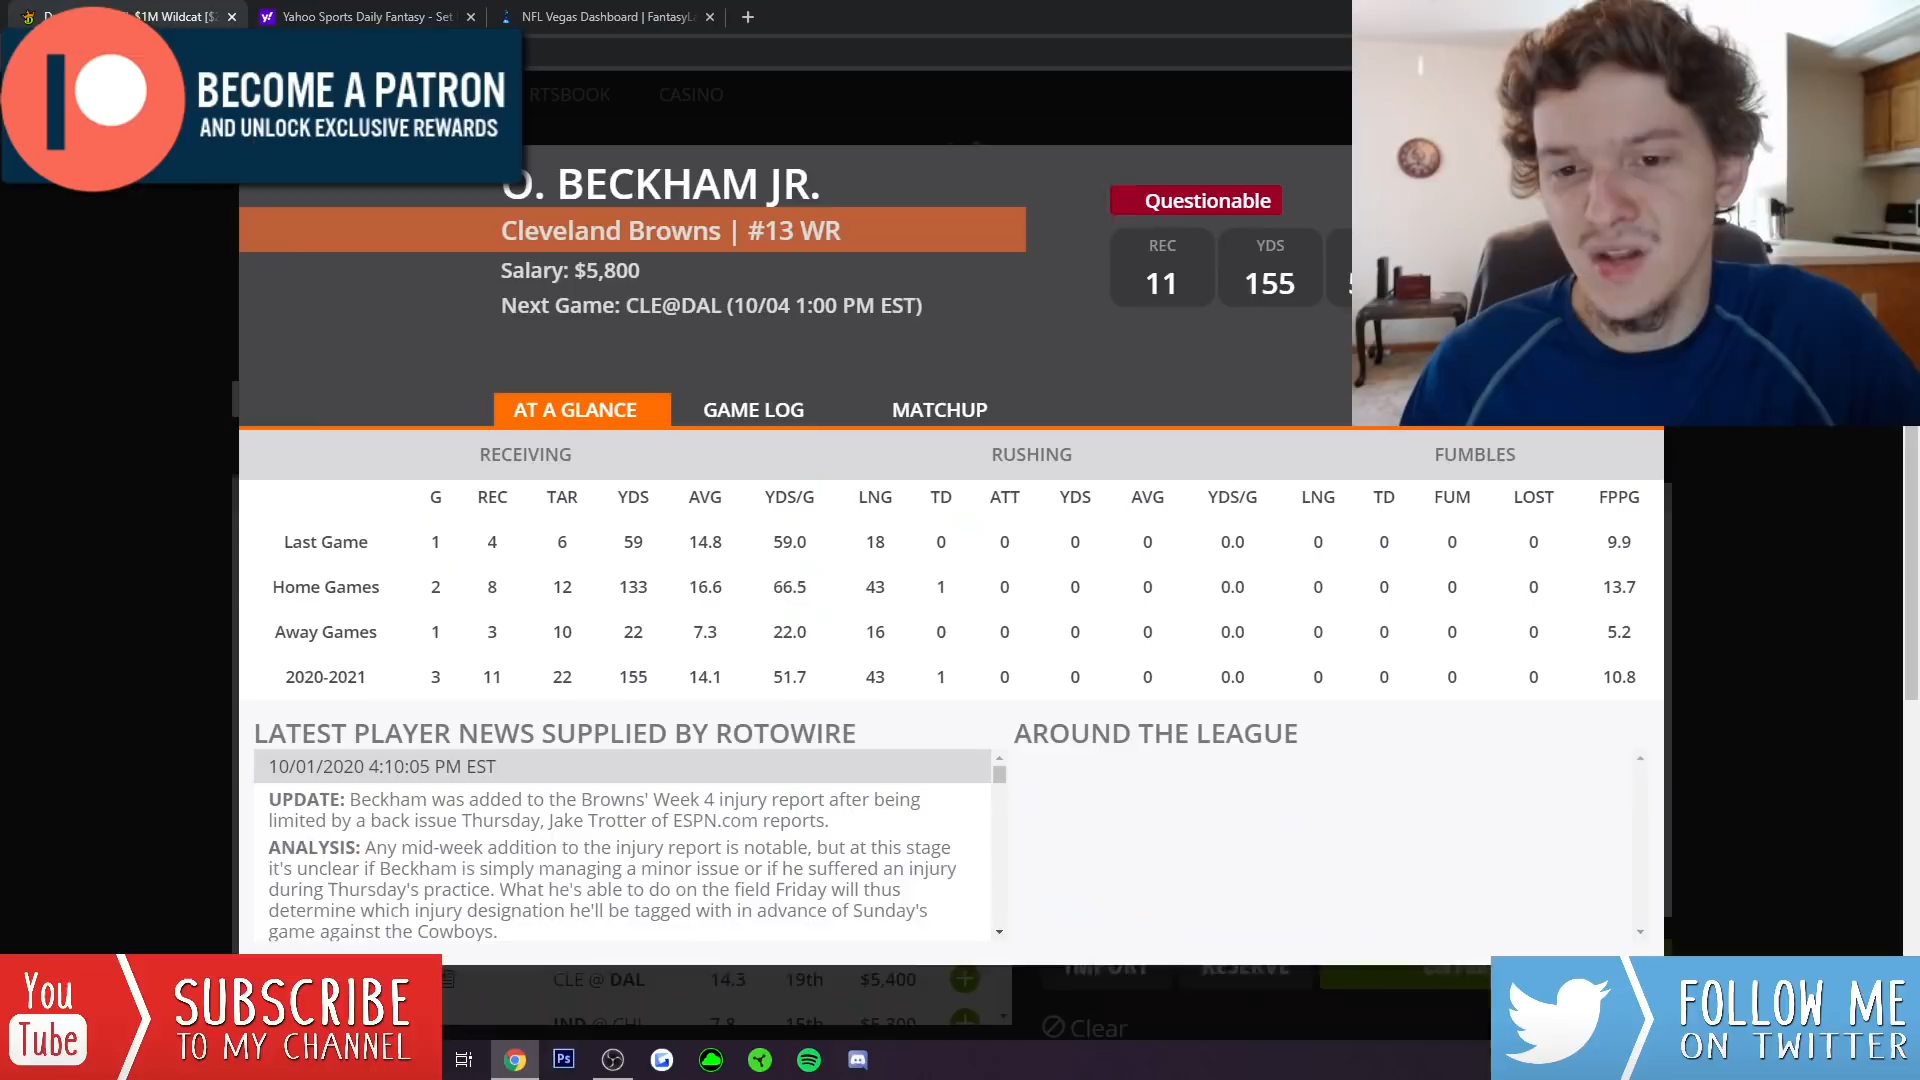 $1M Wildcat
Yahoo Sports Daily Fantasy - Set
NFL Vegas Dashboard | FantasyL
BECOME A PATRON
AND UNLOCK EXCLUSIVE REWARDS
RTSBOOK CASINO
O. BECKHAM JR.
Cleveland Browns | #13 WR
Salary: $5,800
Next Game: CLE@DAL (10/04 1:00 PM EST)
Questionable
REC YDS
11 155
AT A GLANCE GAME LOG MATCHUP
RECEIVING RUSHING FUMBLES
G REC TAR YDS AVG YDS/G LNG TD ATT YDS AVG YDS/G LNG TD FUM LOST FPPG
Last Game 1 4 6 59 14.8 59.0 18 0 0 0 0 0.0 0 0 0 0 9.9
Home Games 2 8 12 133 16.6 66.5 43 1 0 0 0 0.0 0 0 0 0 13.7
Away Games 1 3 10 22 7.3 22.0 16 0 0 0 0 0.0 0 0 0 0 5.2
2020-2021 3 11 22 155 14.1 51.7 43 1 0 0 0 0.0 0 0 0 0 10.8
LATEST PLAYER NEWS SUPPLIED BY ROTOWIRE
10/01/2020 4:10:05 PM EST
UPDATE: Beckham was added to the Browns' Week 4 injury report after being
limited by a back issue Thursday, Jake Trotter of ESPN.com reports.
ANALYSIS: Any mid-week addition to the injury report is notable, but at this stage
it's unclear if Beckham is simply managing a minor issue or if he suffered an injury
during Thursday's practice. What he's able to do on the field Friday will thus
determine which injury designation he'll be tagged with in advance of Sunday's
game against the Cowboys.
AROUND THE LEAGUE
CLE @ DAL 14.3 19th $5,400
IND @ CHI 7.8 15th $5,300
IMPORT RESERVE
Clear
You
Tube
SUBSCRIBE
TO MY CHANNEL
Ps
FOLLOW ME
ON TWITTER